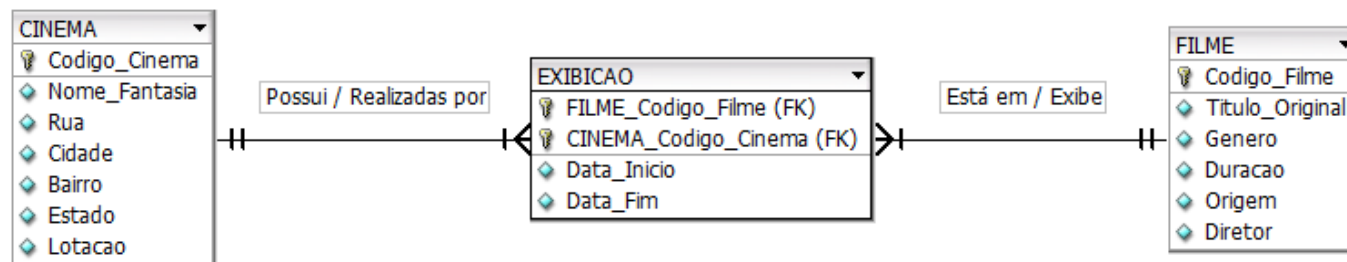 CINEMA
Codigo_Cinema
Nome_Fantasia
Rua
Cidade
Bairro
Estado
Lotacao
Possui / Realizadas por
EXIBICAO
FILME_Codigo_Filme (FK)
CINEMA_Codigo_Cinema (FK)
Data_Inicio
Data_Fim
Está em / Exibe
FILME
Codigo_Filme
Titulo_Original
Genero
Duracao
Origem
Diretor